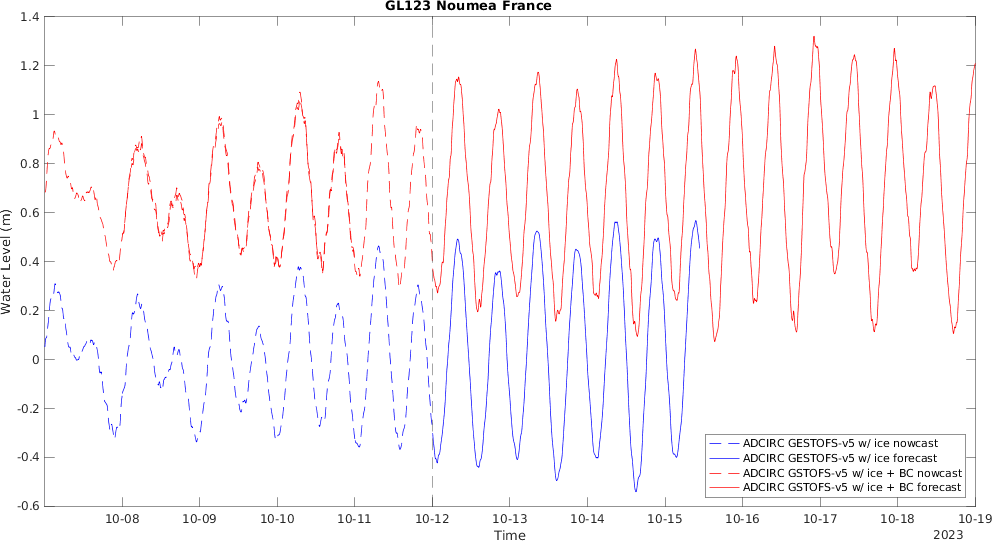 GL123 Noumea France
1.4
1.2
1
0.8
0.6
0.4
0.2
0
-0.2
-0.4
-0.6
Water Level (m)
ADCIRC GESTOFS-v5 w/ ice nowcast
ADCIRC GESTOFS-v5 w/ ice forecast
ADCIRC GSTOFS-v5 w/ ice + BC nowcast
ADCIRC GSTOFS-v5 w/ ice + BC forecast
10-08 10-09 10-10 10-11 10-12 10-13 10-14 10-15 10-16 10-17 10-18 10-19
Time
2023